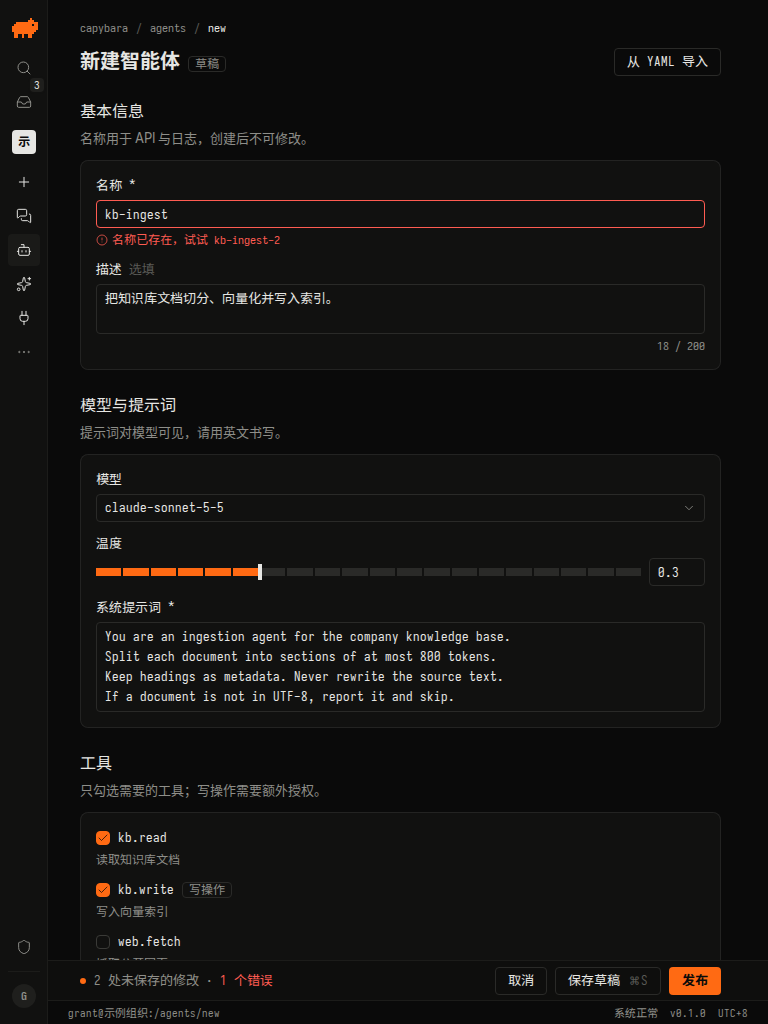 capybara / agents / new
新建智能体 草稿
从 YAML 导入
3
示
基本信息
名称用于 API 与日志，创建后不可修改。
名称 *
kb-ingest
名称已存在，试试 kb-ingest-2
描述 选填
把知识库文档切分、向量化并写入索引。
18 / 200
模型与提示词
提示词对模型可见，请用英文书写。
模型
claude-sonnet-5-5
温度
0.3
系统提示词 *
You are an ingestion agent for the company knowledge base.
Split each document into sections of at most 800 tokens.
Keep headings as metadata. Never rewrite the source text.
If a document is not in UTF-8, report it and skip.
工具
只勾选需要的工具；写操作需要额外授权。
kb.read
读取知识库文档
kb.write 写操作
写入向量索引
web.fetch
2 处未保存的修改 · 1 个错误
取消
保存草稿 ⌘S
发布
G
grant@示例组织:/agents/new
系统正常 v0.1.0 UTC+8